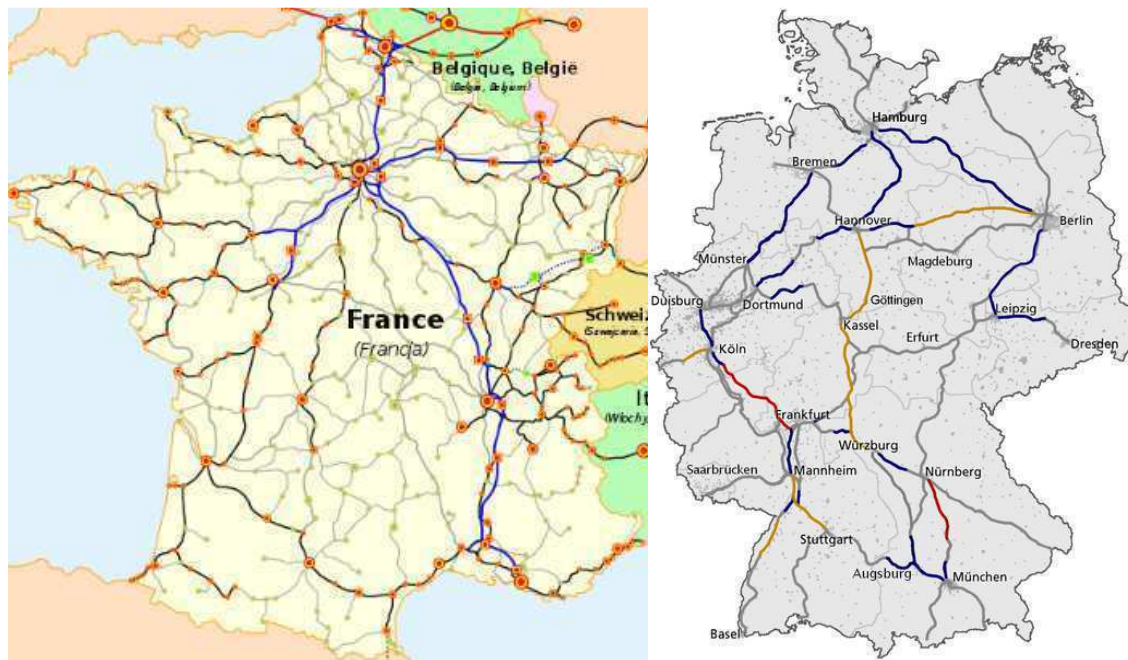 Belgique, België
(Belgia, Belgium)
France
(Francja)
Schweiz
It
(Włochy
Hamburg
Bremen
Hannover
Berlin
Münster
Magdeburg
Duisburg
Dortmund
Göttingen
Leipzig
Kassel
Erfurt
Dresden
Köln
Frankfurt
Würzburg
Saarbrücken
Mannheim
Nürnberg
Stuttgart
Augsburg
München
Basel